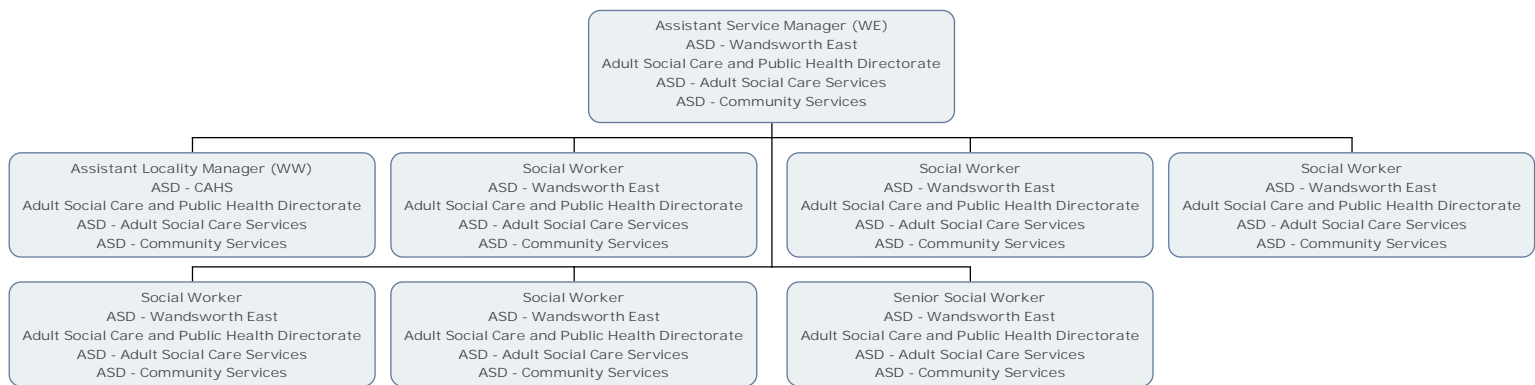 Assistant Service Manager (WE)
ASD - Wandsworth East
Adult Social Care and Public Health Directorate
ASD - Adult Social Care Services
ASD - Community Services
Assistant Locality Manager (WW)
ASD - CAHS
Adult Social Care and Public Health Directorate
ASD - Adult Social Care Services
ASD - Community Services
Social Worker
ASD - Wandsworth East
Adult Social Care and Public Health Directorate
ASD - Adult Social Care Services
ASD - Community Services
Social Worker
ASD - Wandsworth East
Adult Social Care and Public Health Directorate
ASD - Adult Social Care Services
ASD - Community Services
Social Worker
ASD - Wandsworth East
Adult Social Care and Public Health Directorate
ASD - Adult Social Care Services
ASD - Community Services
Social Worker
ASD - Wandsworth East
Adult Social Care and Public Health Directorate
ASD - Adult Social Care Services
ASD - Community Services
Social Worker
ASD - Wandsworth East
Adult Social Care and Public Health Directorate
ASD - Adult Social Care Services
ASD - Community Services
Senior Social Worker
ASD - Wandsworth East
Adult Social Care and Public Health Directorate
ASD - Adult Social Care Services
ASD - Community Services